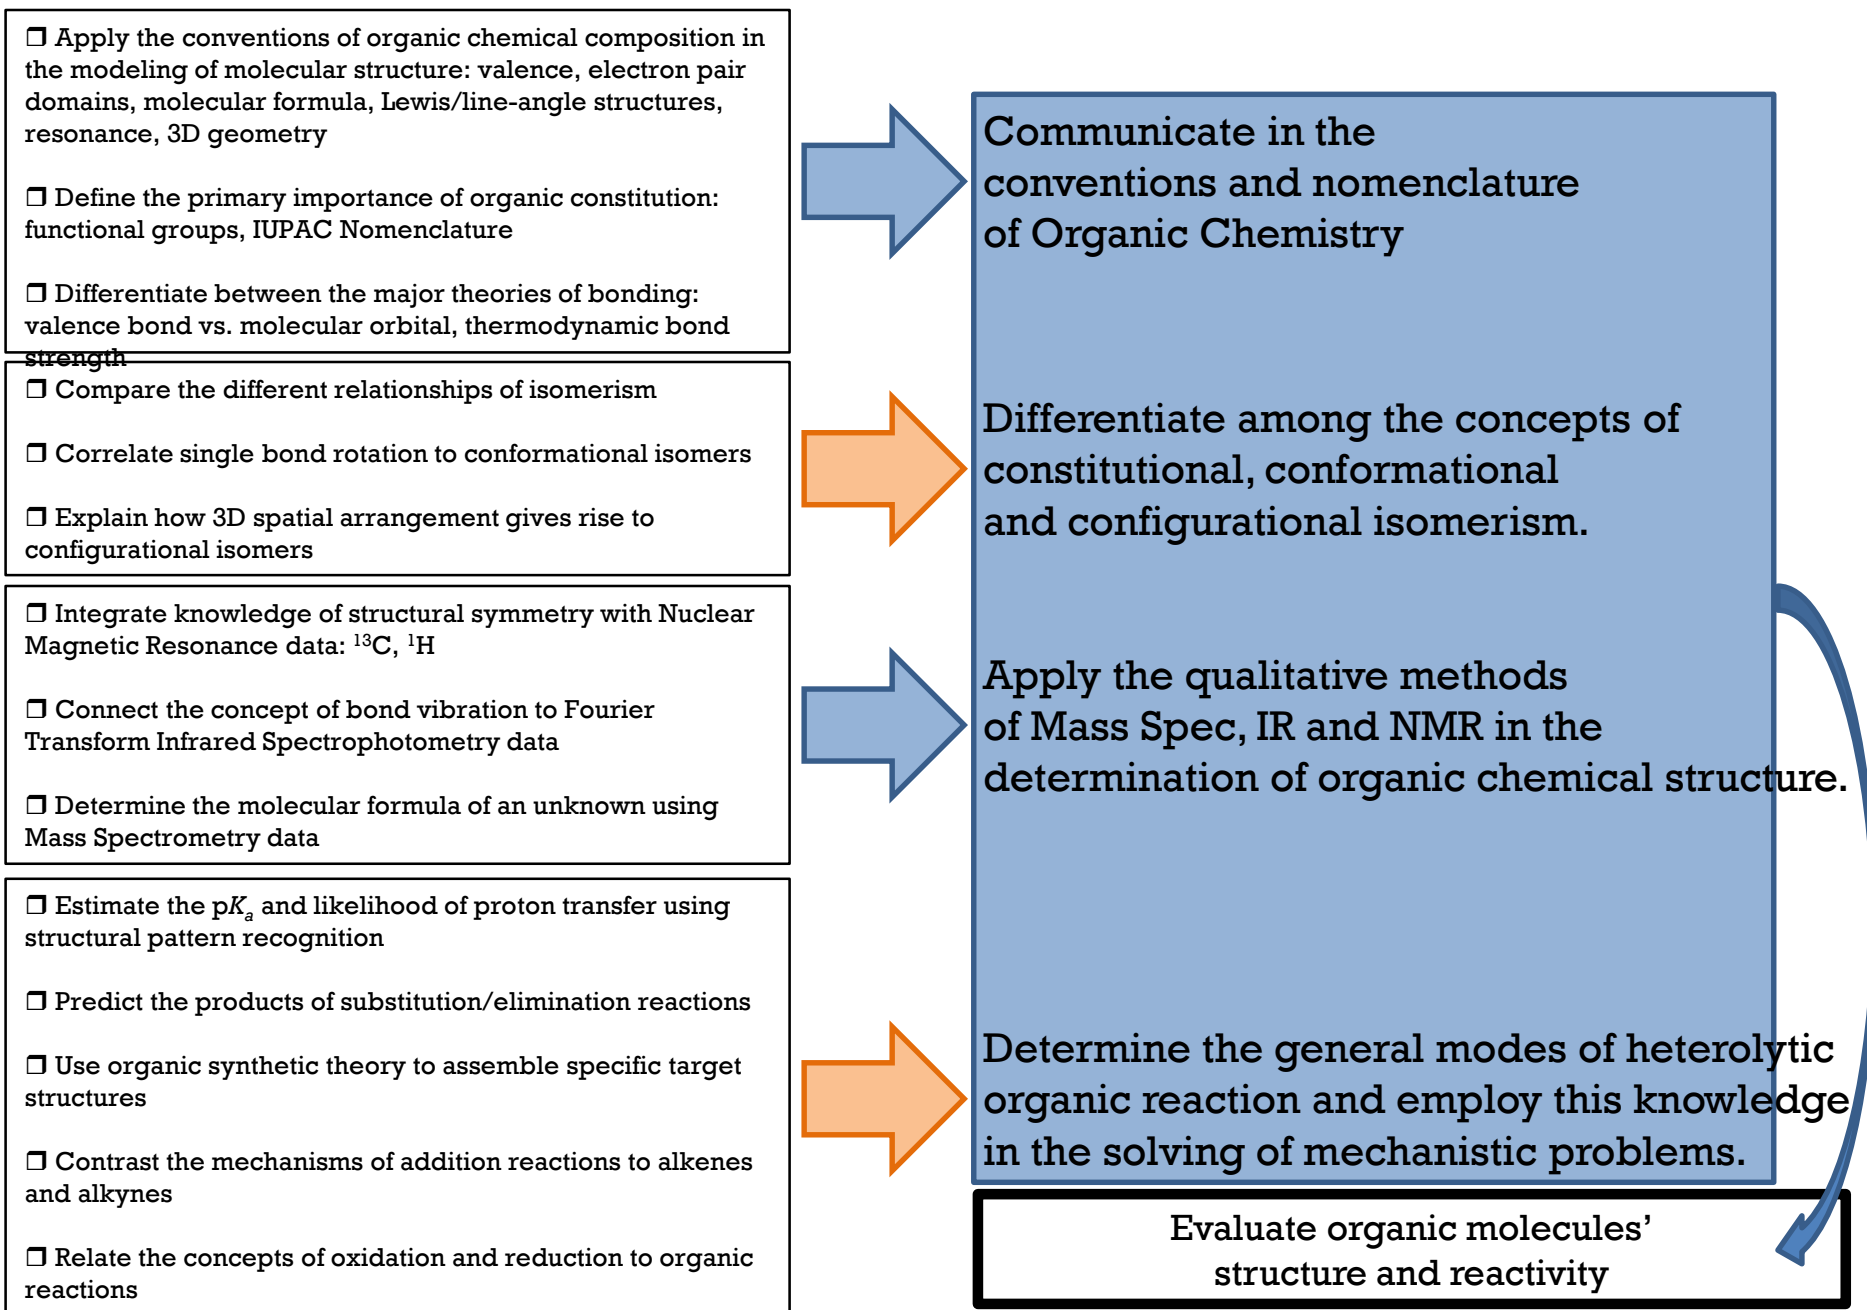 ❒ Apply the conventions of organic chemical composition in
the modeling of molecular structure: valence, electron pair
domains, molecular formula, Lewis/line-angle structures,
resonance, 3D geometry
❒ Define the primary importance of organic constitution:
functional groups, IUPAC Nomenclature
❒ Differentiate between the major theories of bonding:
valence bond vs. molecular orbital, thermodynamic bond
strength
❒ Compare the different relationships of isomerism
❒ Correlate single bond rotation to conformational isomers
❒ Explain how 3D spatial arrangement gives rise to
configurational isomers
❒ Integrate knowledge of structural symmetry with Nuclear
Magnetic Resonance data: ¹³C, ¹H
❒ Connect the concept of bond vibration to Fourier
Transform Infrared Spectrophotometry data
❒ Determine the molecular formula of an unknown using
Mass Spectrometry data
❒ Estimate the pKₐ and likelihood of proton transfer using
structural pattern recognition
❒ Predict the products of substitution/elimination reactions
❒ Use organic synthetic theory to assemble specific target
structures
❒ Contrast the mechanisms of addition reactions to alkenes
and alkynes
❒ Relate the concepts of oxidation and reduction to organic
reactions
Communicate in the
conventions and nomenclature
of Organic Chemistry
Differentiate among the concepts of
constitutional, conformational
and configurational isomerism.
Apply the qualitative methods
of Mass Spec, IR and NMR in the
determination of organic chemical structure.
Determine the general modes of heterolytic
organic reaction and employ this knowledge
in the solving of mechanistic problems.
Evaluate organic molecules’
structure and reactivity